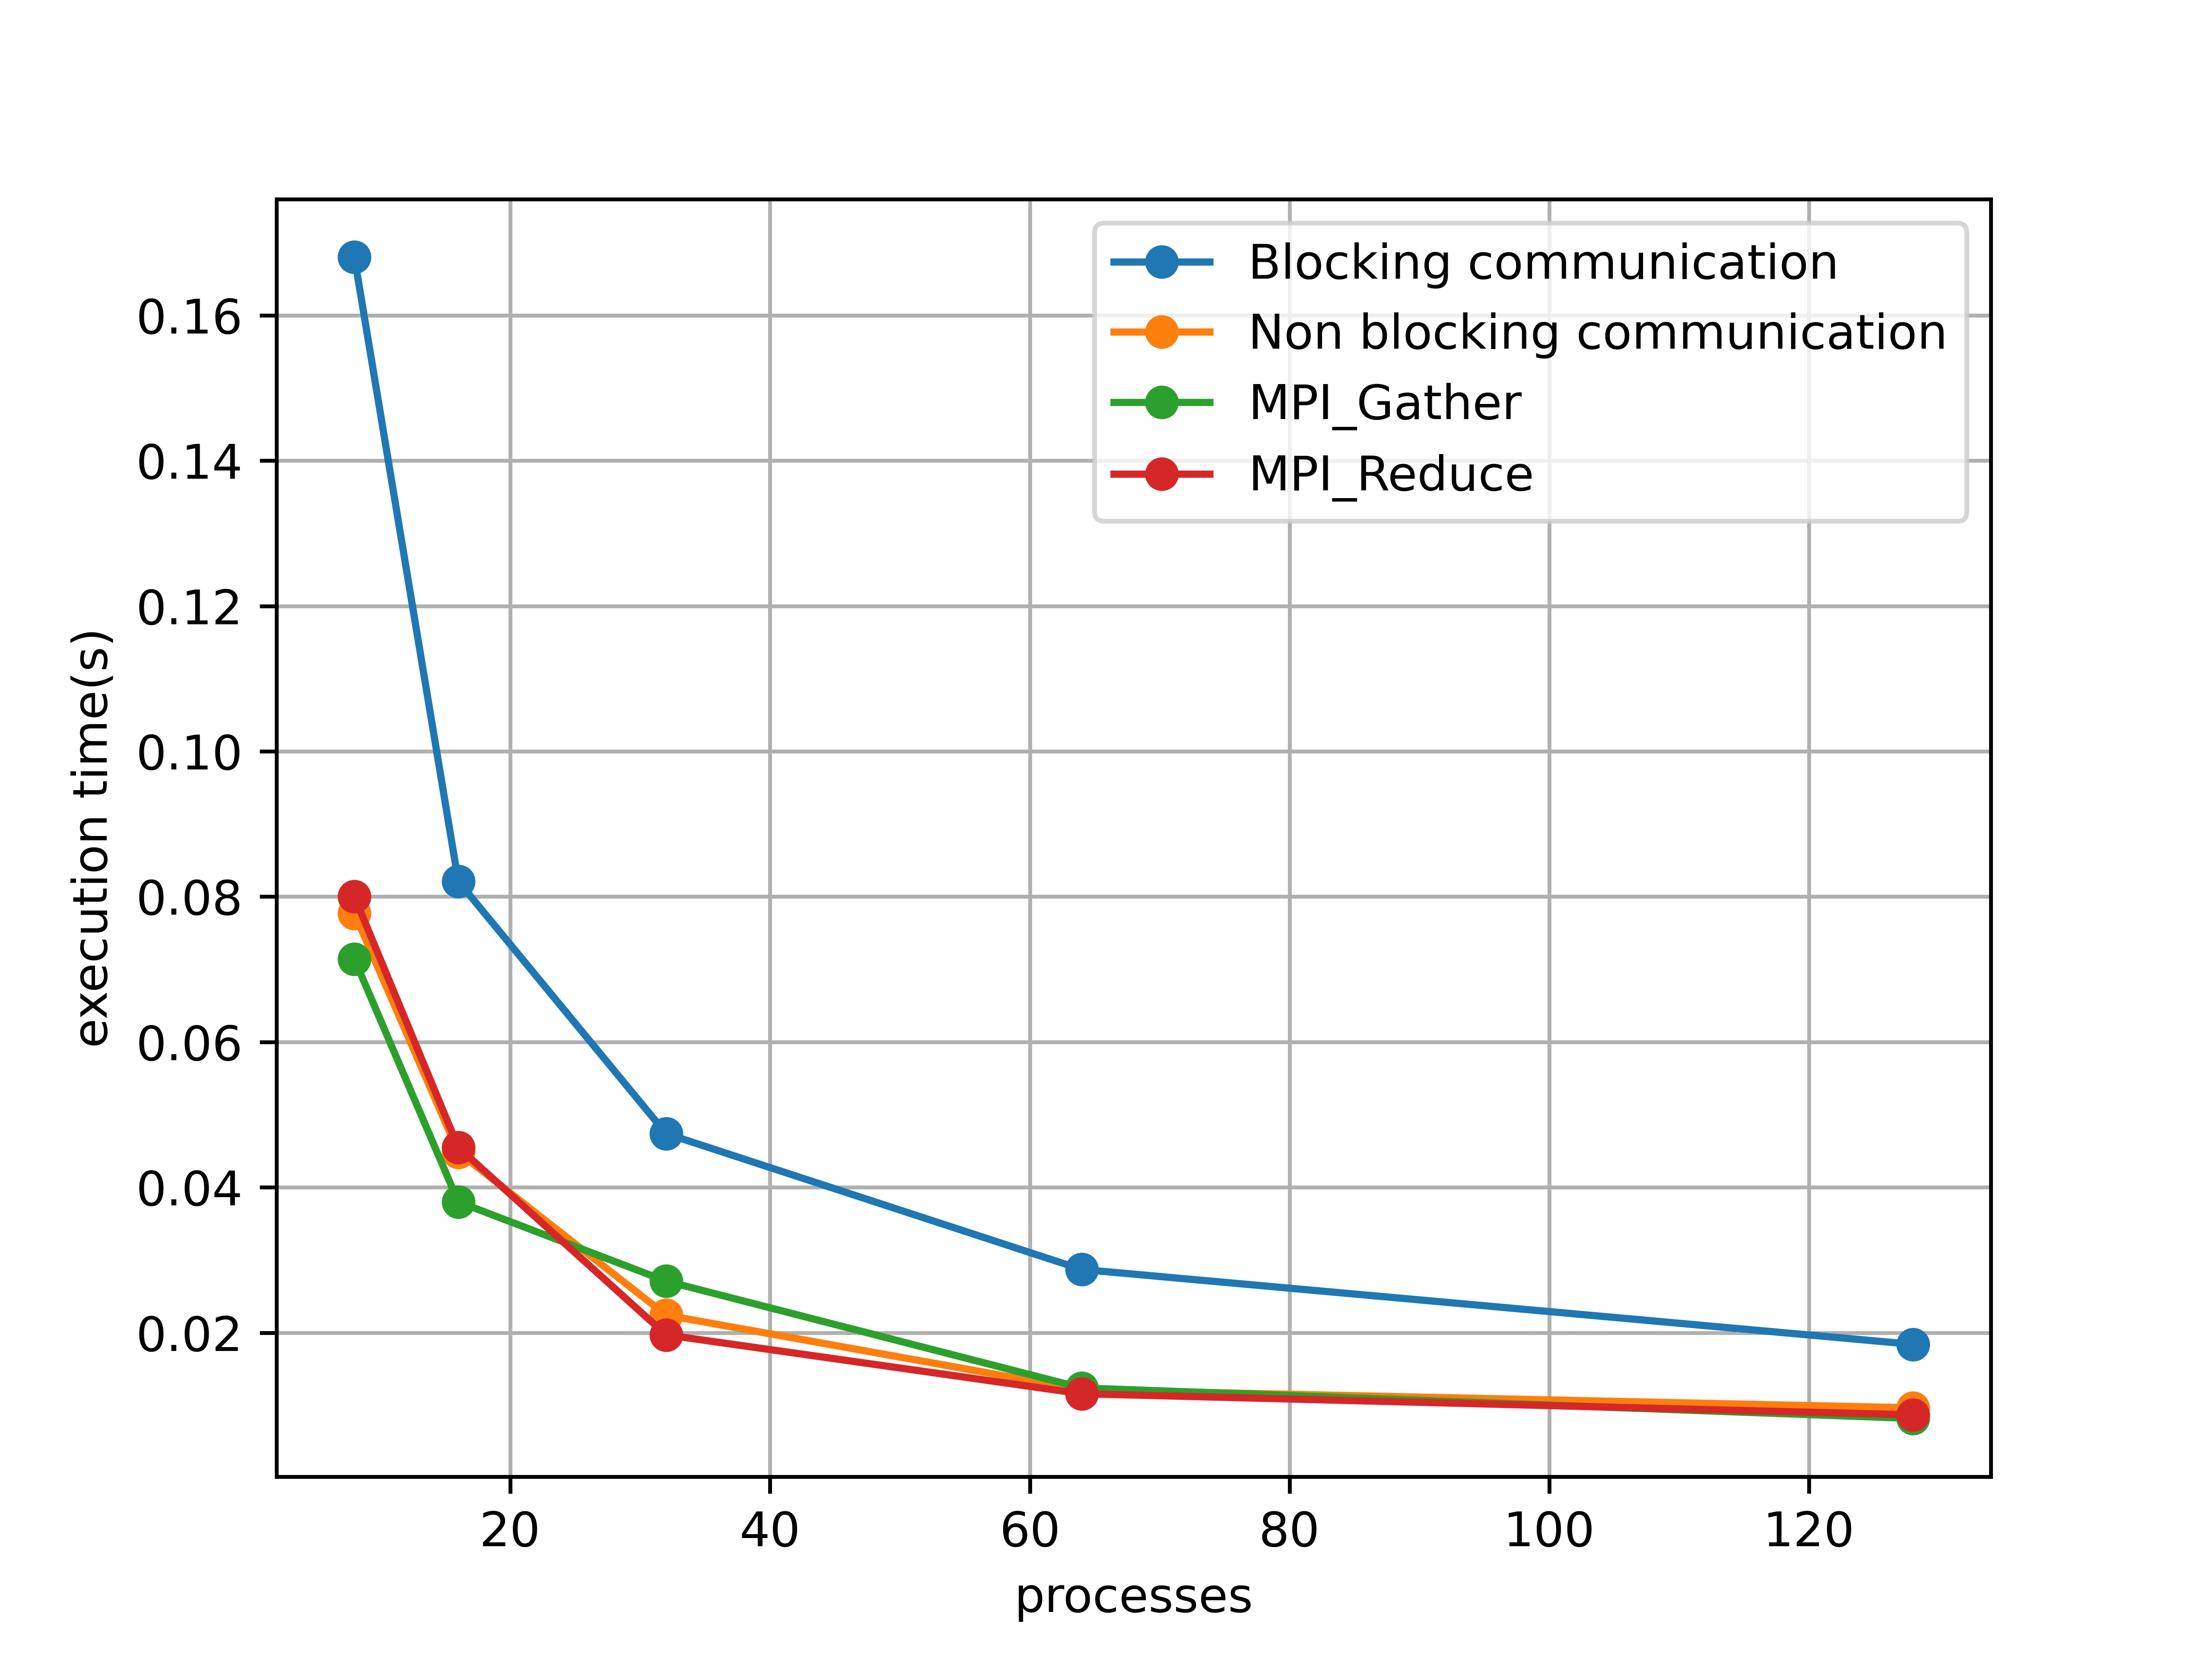 Blocking communication
Non blocking communication
MPI_Gather
MPI_Reduce
execution time(s)
0.16
0.14
0.12
0.10
0.08
0.06
0.04
0.02
20 40 60 80 100 120
processes